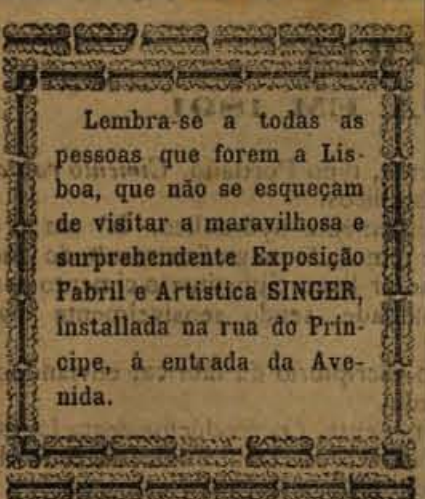 Lembra-se a todas as
pessoas que forem a Lis-
boa, que não se esqueçam
de visitar a maravilhosa e
surprehendente Exposição
Fabril e Artistica SINGER,
installada na rua do Prin-
cipe, á entrada da Ave-
nida.